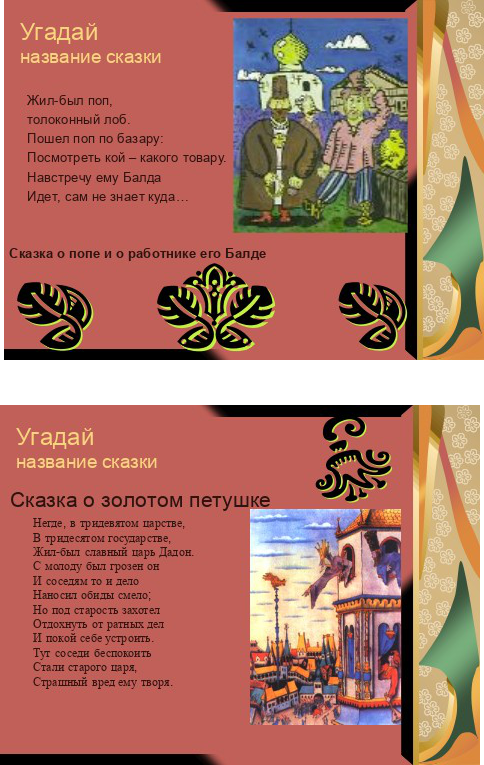 Угадай
название сказки
Жил-был поп,
толоконный лоб.
Пошел поп по базару:
Посмотреть кой – какого товару.
Навстречу ему Балда
Идет, сам не знает куда…
Сказка о попе и о работнике его Балде
Угадай
название сказки
Сказка о золотом петушке
Негде, в тридевятом царстве,
В тридесятом государстве,
Жил-был славный царь Дадон.
С молоду был грозен он
И соседям то и дело
Наносил обиды смело;
Но под старость захотел
Отдохнуть от ратных дел
И покой себе устроить.
Тут соседи беспокоить
Стали старого царя,
Страшный вред ему творя.